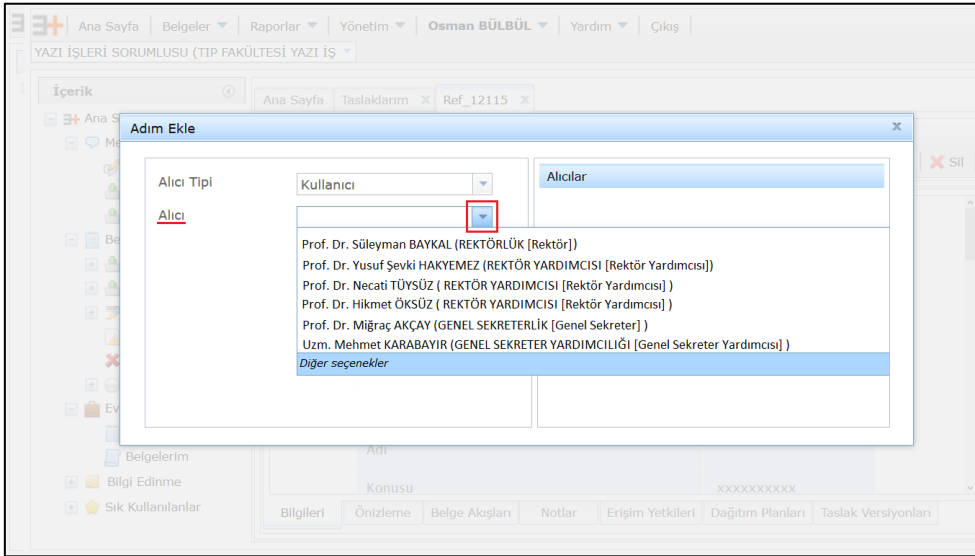 Ana Sayfa Belgeler Raporlar Yönetim Osman BÜLBÜL Yardım Çıkış
YAZI İŞLERİ SORUMLUSU (TIP FAKÜLTESİ YAZI İŞ
İçerik
Ana Sayfa Taslaklarım x Ref_12115 x
Ana S
Adım Ekle x
Me
Sil
Alıcı Tipi Kullanıcı Alıcılar
Alıcı
Be
Prof. Dr. Süleyman BAYKAL (REKTÖRLÜK [Rektör])
Prof. Dr. Yusuf Şevki HAKYEMEZ (REKTÖR YARDIMCISI [Rektör Yardımcısı])
Prof. Dr. Necati TÜYSÜZ ( REKTÖR YARDIMCISI [Rektör Yardımcısı] )
Prof. Dr. Hikmet ÖKSÜZ ( REKTÖR YARDIMCISI [Rektör Yardımcısı] )
Prof. Dr. Miğraç AKÇAY (GENEL SEKRETERLİK [Genel Sekreter] )
Uzm. Mehmet KARABAYIR (GENEL SEKRETER YARDIMCILIĞI [Genel Sekreter Yardımcısı] )
Diğer seçenekler
Ev
Adı
Belgelerim
Bilgi Edinme
Konusu xxxxxxxxxx
Sık Kullanılanlar
Bilgileri Önizleme Belge Akışları Notlar Erişim Yetkileri Dağıtım Planları Taslak Versiyonları